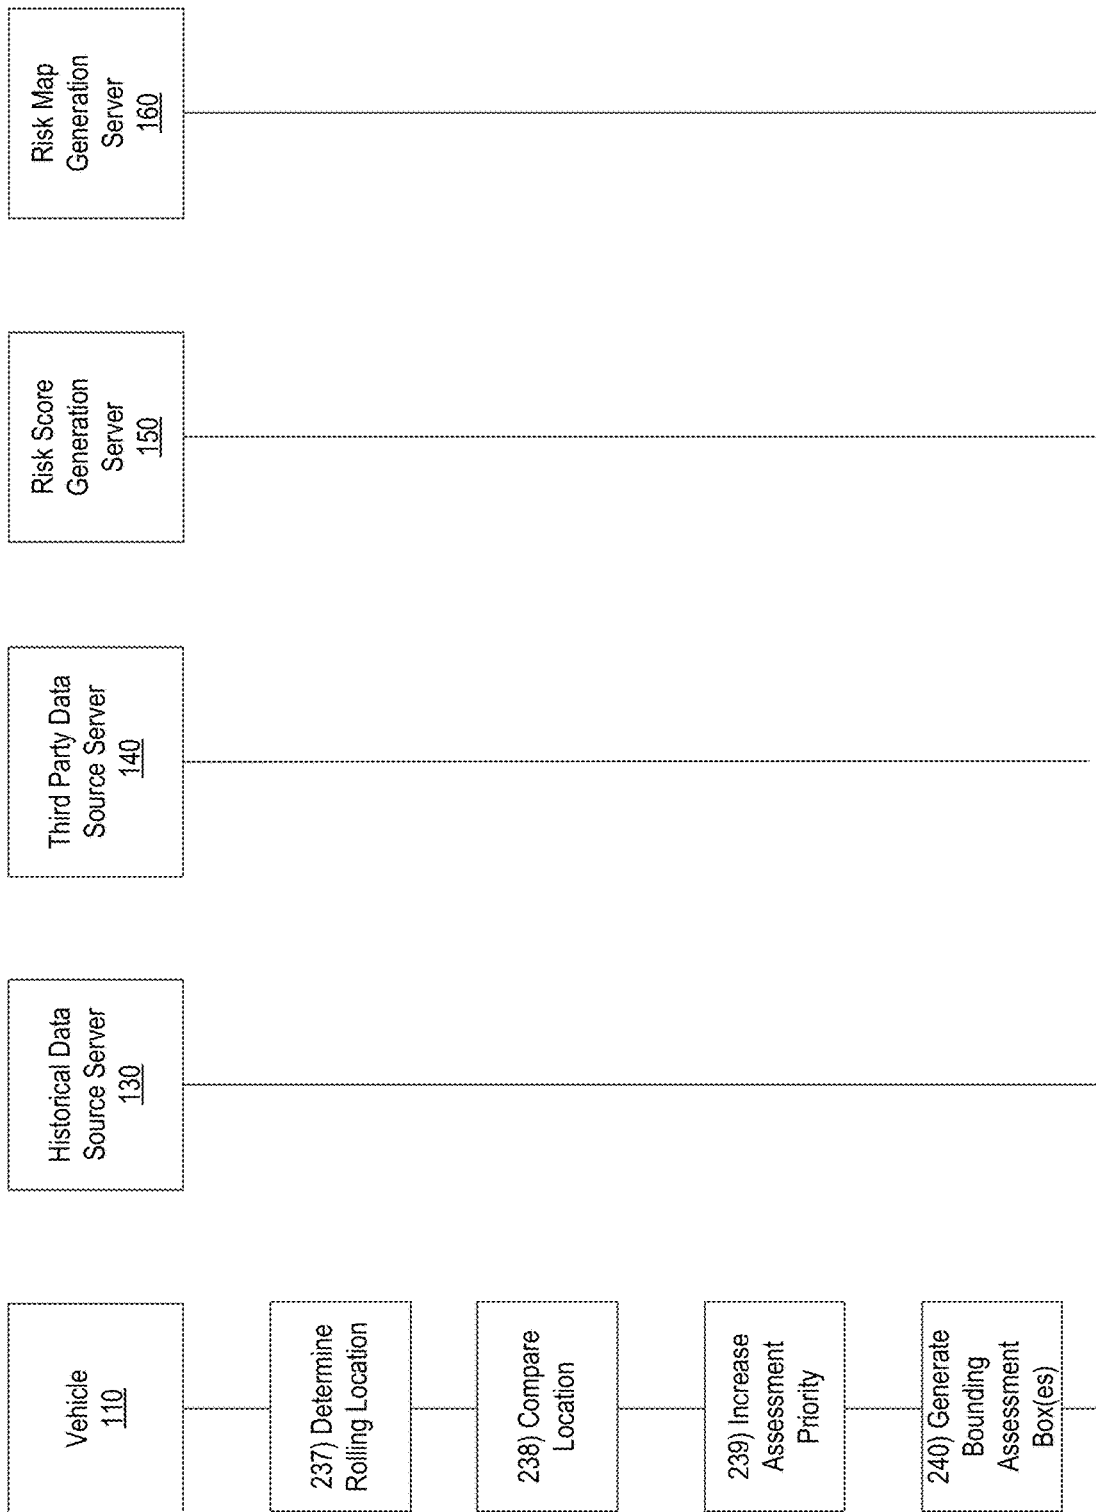 Risk Map
Generation
Server
160
Risk Score
Generation
Server
150
Third Party Data
Source Server
140
Historical Data
Source Server
130
Vehicle
110
237) Determine
Rolling Location
238) Compare
Location
239) Increase
Assessment
Priority
240) Generate
Bounding
Assessment
Box(es)